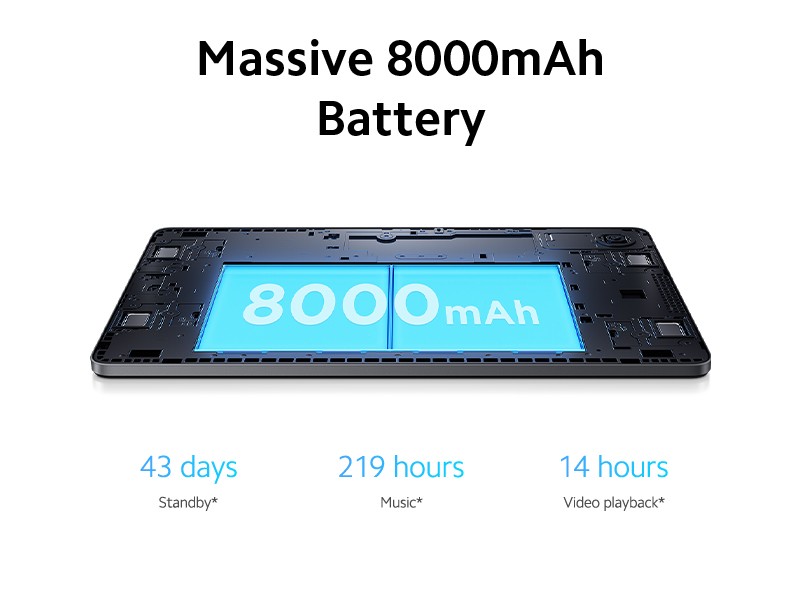 Massive 8000mAh
Battery
8000mAh
43 days
219 hours
14 hours
Standby*
Music*
Video playback*